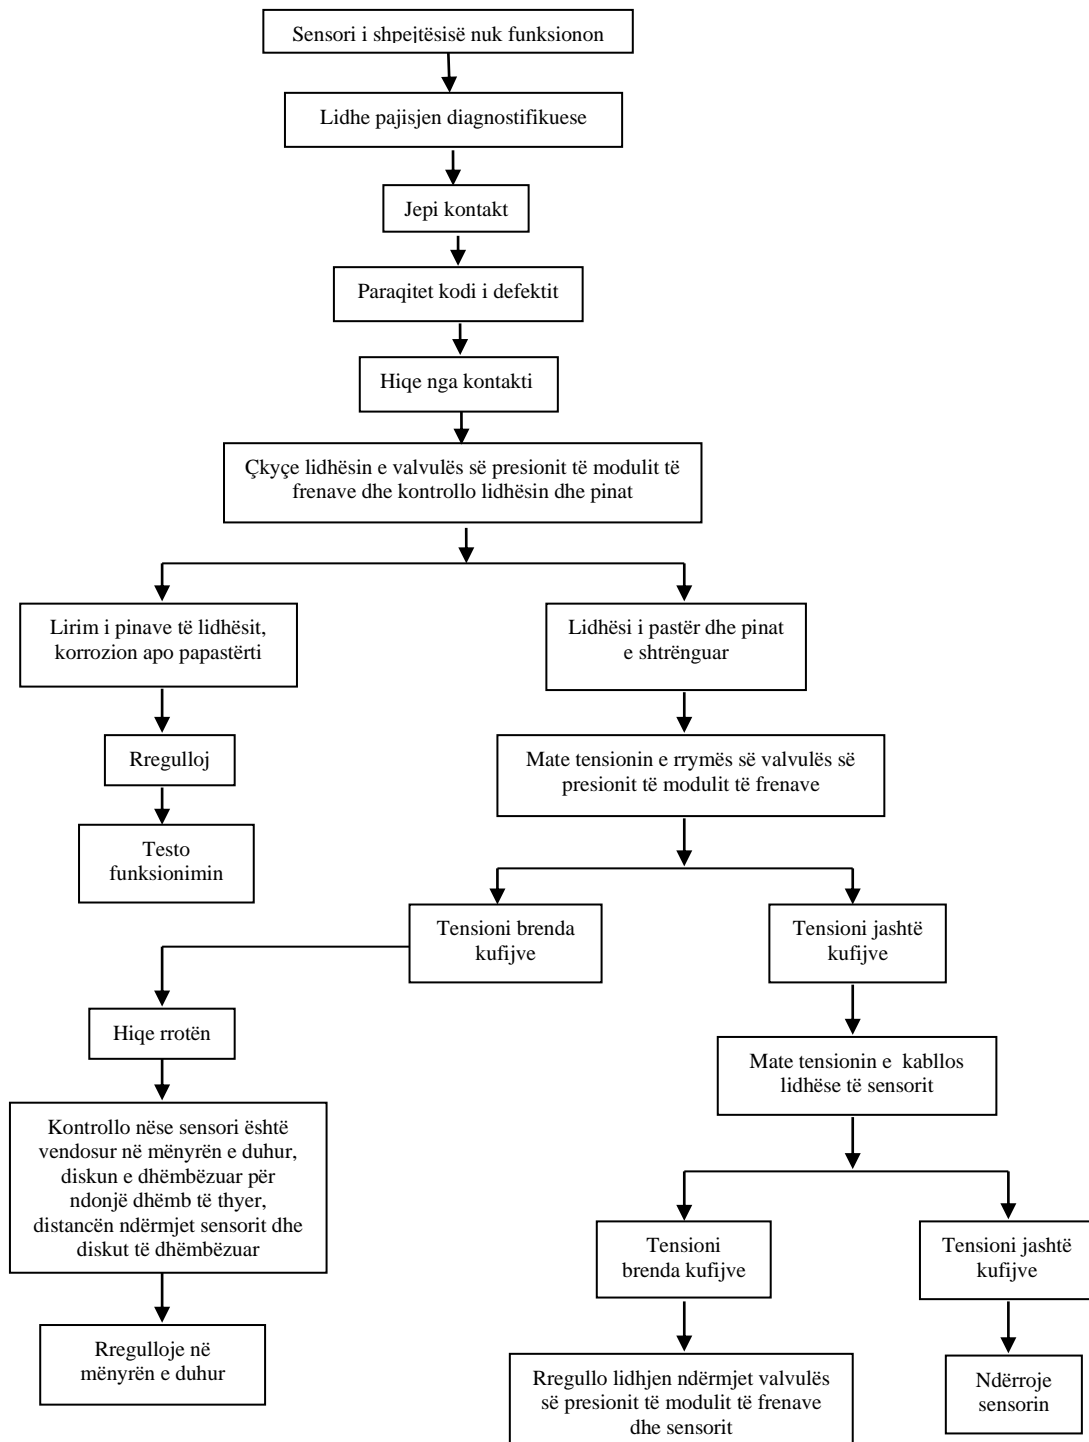 Sensori i shpejtësisë nuk funksionon
Lidhe pajisjen diagnostifikuese
Jepi kontakt
Paraqitet kodi i defektit
Hiqe nga kontakti
Çkyçe lidhësin e valvulës së presionit të modulit të
frenave dhe kontrollo lidhësin dhe pinat
Lirim i pinave të lidhësit,
korrozion apo papastërti
Lidhësi i pastër dhe pinat
e shtrënguar
Rregulloj
Mate tensionin e rrymës së valvulës së
presionit të modulit të frenave
Testo
funksionimin
Tensioni brenda
kufijve
Tensioni jashtë
kufijve
Hiqe rrotën
Mate tensionin e kabllos
lidhëse të sensorit
Kontrollo nëse sensori është
vendosur në mënyrën e duhur,
diskun e dhëmbëzuar për
ndonjë dhëmb të thyer,
distancën ndërmjet sensorit dhe
diskut të dhëmbëzuar
Tensioni
brenda kufijve
Tensioni jashtë
kufijve
Rregulloje në
mënyrën e duhur
Rregullo lidhjen ndërmjet valvulës
së presionit të modulit të frenave
dhe sensorit
Ndërroje
sensorin